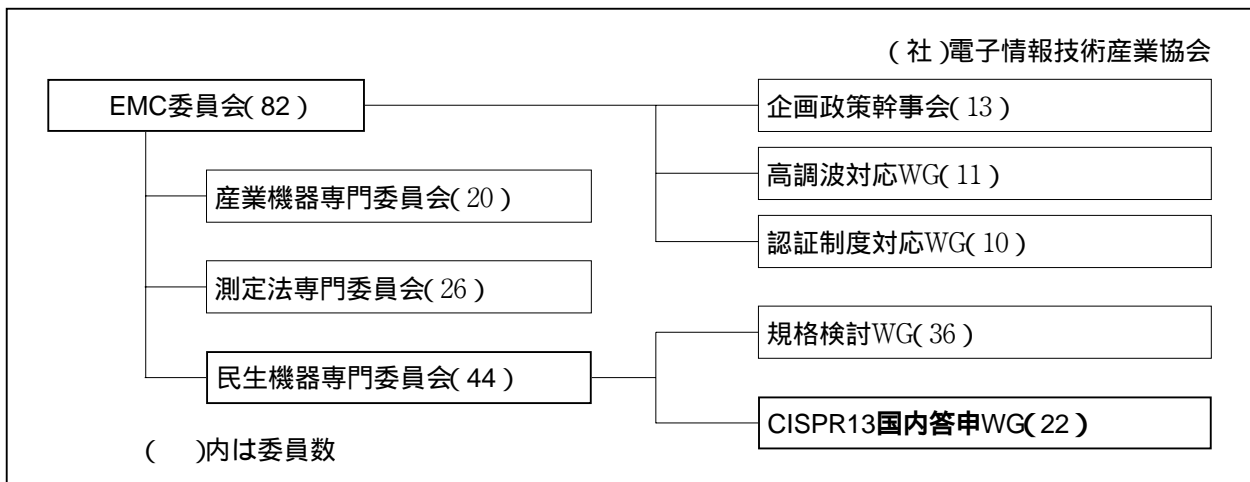 (社)電子情報技術産業協会
EMC委員会(82)
企画政策幹事会(13)
高調波対応WG(11)
産業機器専門委員会(20)
認証制度対応WG(10)
測定法専門委員会(26)
規格検討WG(36)
民生機器専門委員会(44)
CISPR13国内答申WG(22)
(　)内は委員数